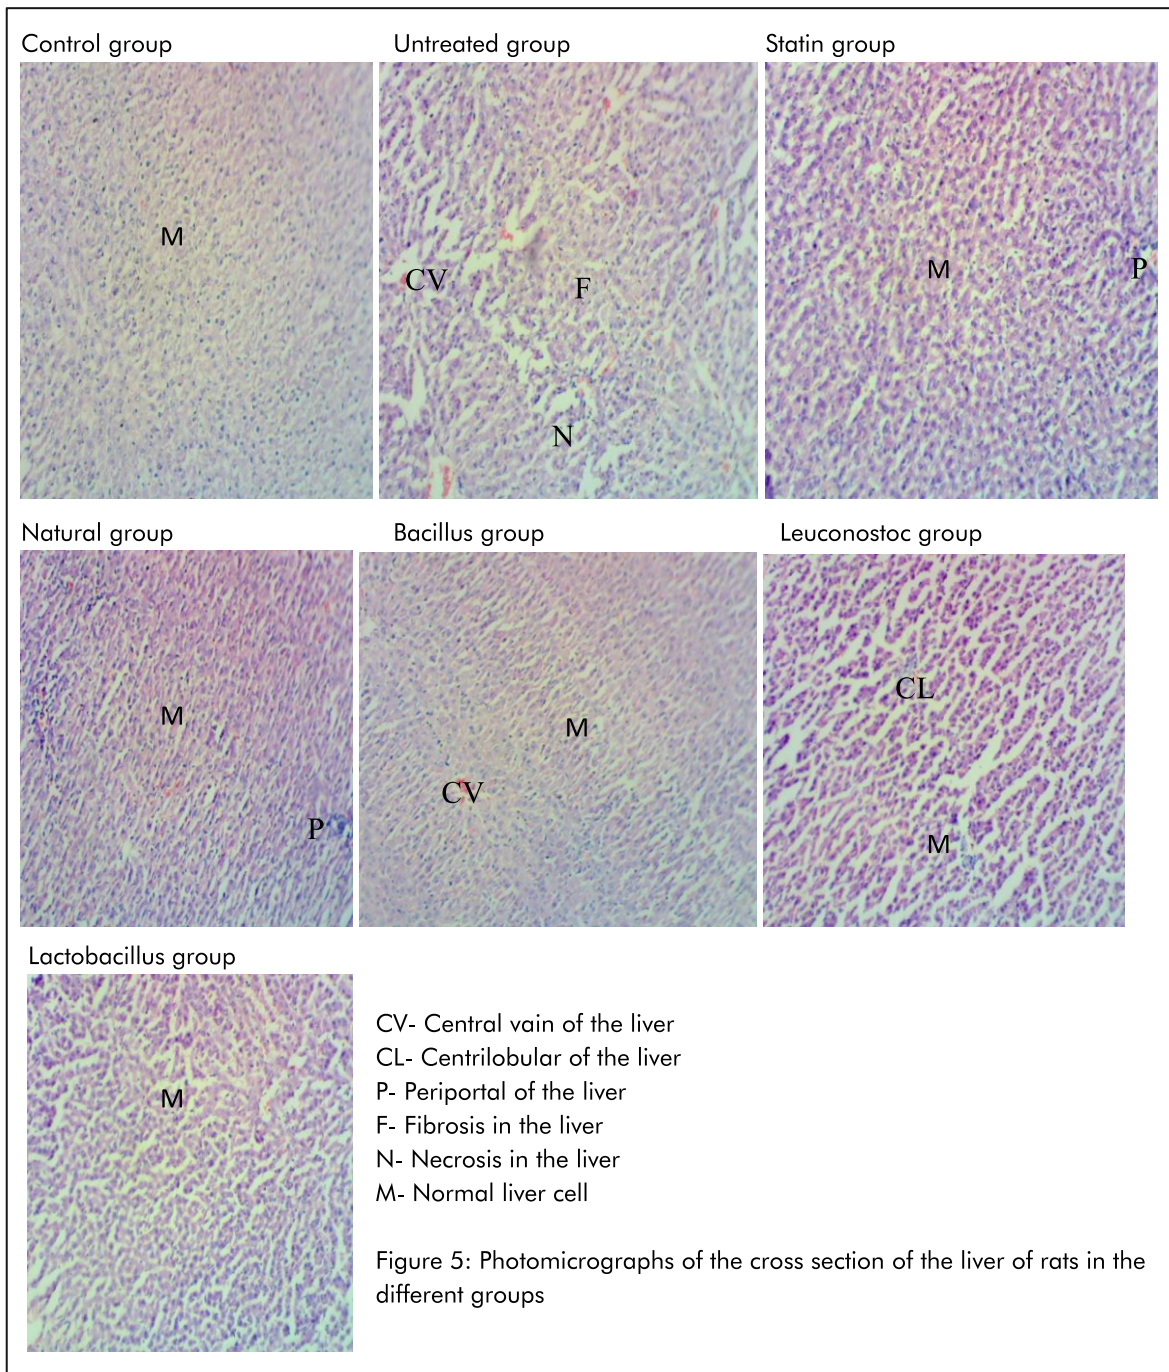 Control group
Untreated group
Statin group
M
CV
F
N
M
P
Natural group
Bacillus group
Leuconostoc group
M
P
CV
M
CL
M
Lactobacillus group
M
CV- Central vain of the liver
CL- Centrilobular of the liver
P- Periportal of the liver
F- Fibrosis in the liver
N- Necrosis in the liver
M- Normal liver cell
Figure 5: Photomicrographs of the cross section of the liver of rats in the
different groups